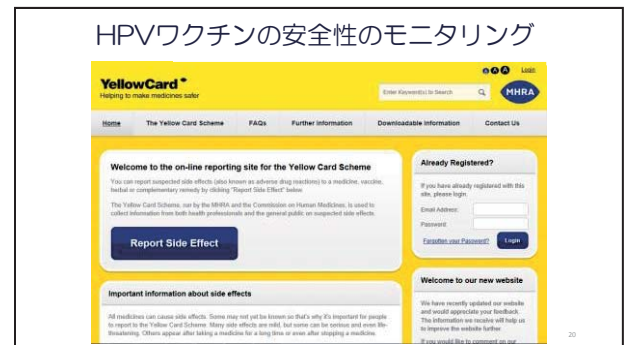 HPVワクチンの安全性のモニタリング
Login
YellowCard
Helping to make medicines safer
Enter Keyword(s) to Search
MHRA
Home The Yellow Card Scheme FAQs Further Information Downloadable Information Contact Us
Welcome to the on-line reporting site for the Yellow Card Scheme
You can report suspected side effects (also known as adverse drug reactions) to a medicine, vaccine,
herbal or complementary remedy by clicking "Report Side Effect" below.
The Yellow Card Scheme, run by the MHRA and the Commission on Human Medicines, is used to
collect information from both health professionals and the general public on suspected side effects.
Report Side Effect
Important information about side effects
All medicines can cause side effects. Some may not yet be known so that's why it's important for people
to report to the Yellow Card Scheme. Many side effects are mild, but some can be serious and even life-
threatening. Others appear after taking a medicine for a long time or even after stopping a medicine.
Already Registered?
If you have already registered with this
site, please login.
Email Address:
Password:
Forgotten your Password?
Login
Welcome to our new website
We have recently updated our website
and would appreciate your feedback.
The information we receive will help us
to improve the website further.
If you would like to comment on our
20